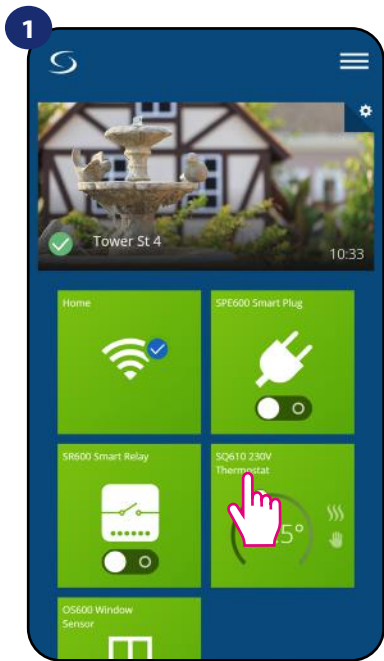 1
Tower St 4
10:33
Home
SPE600 Smart Plug
SR600 Smart Relay
SQ610 230V
Thermostat
.5°
OS600 Window
Sensor